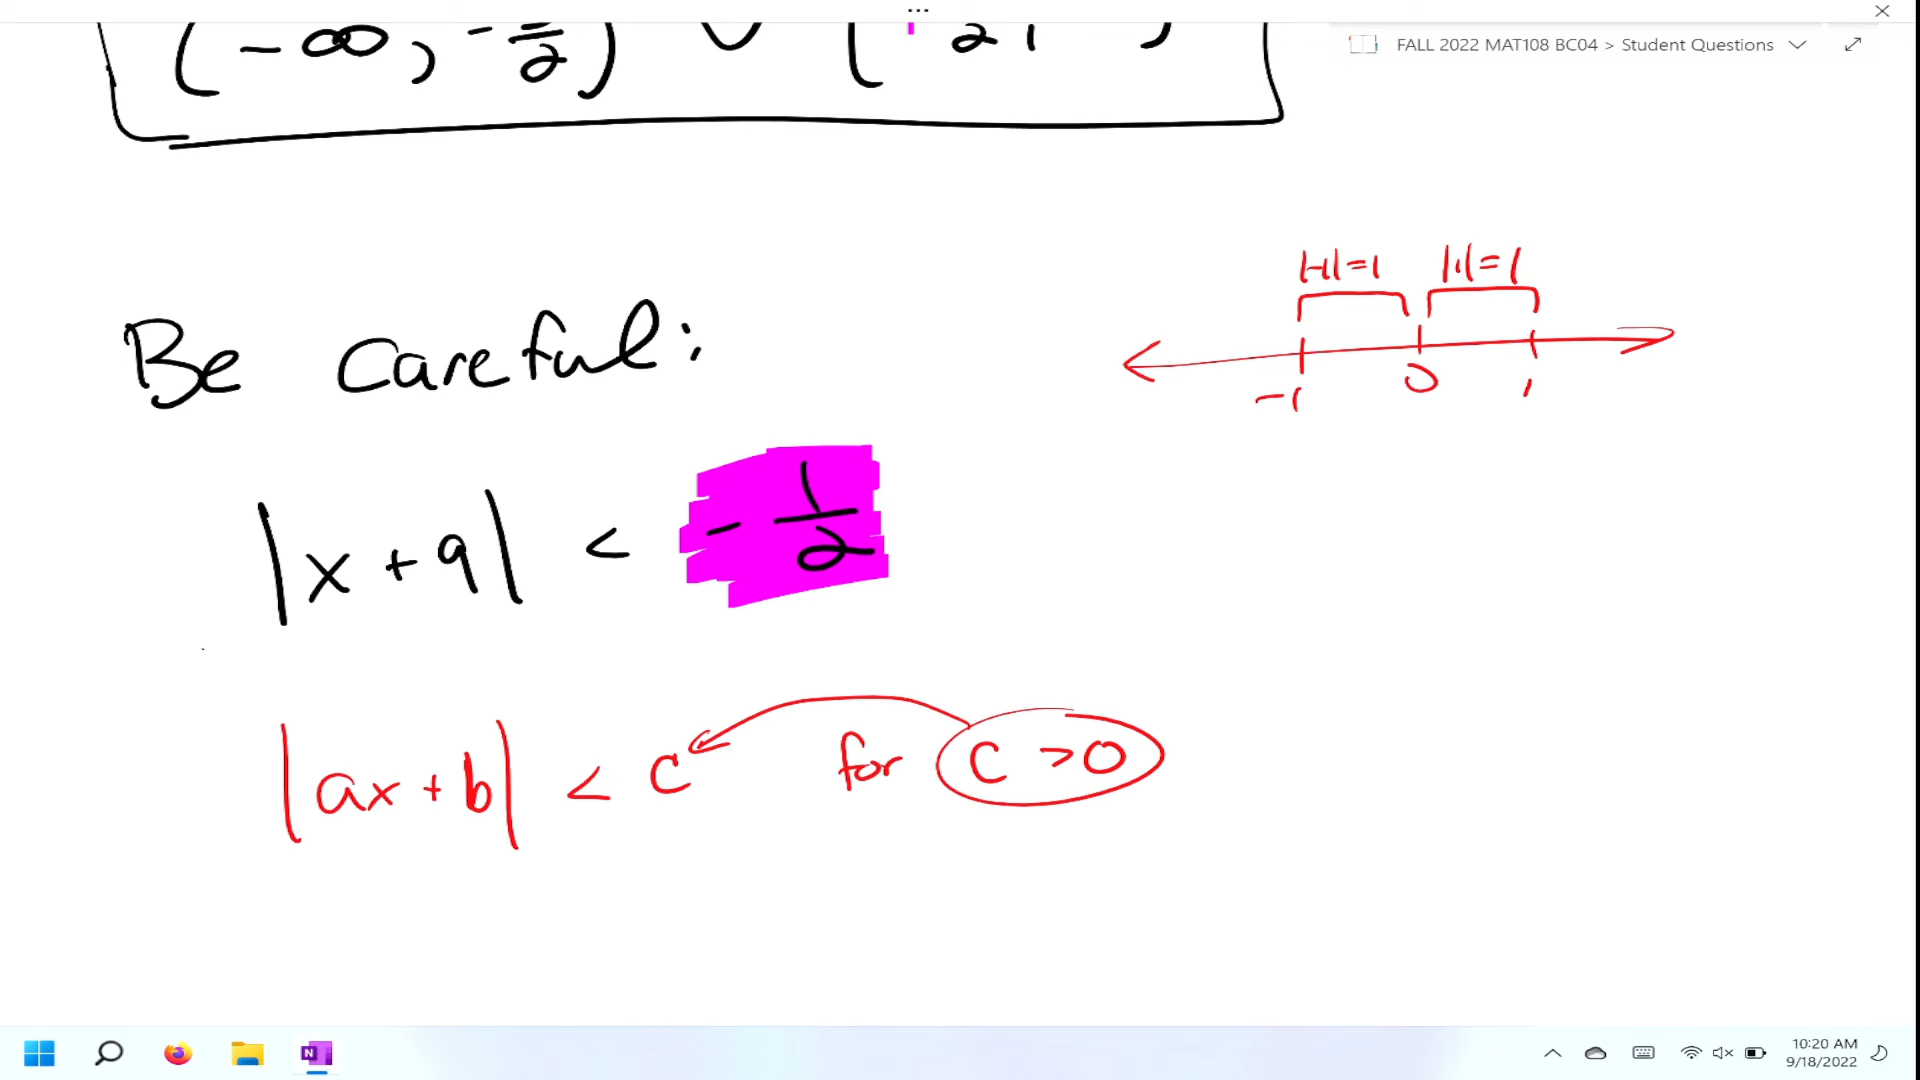 FALL 2022 MAT108 BC04 > Student Questions
(-∞, -/2) ∪ (
Be careful:
|-1|=1 |1|=1
-1 0 1
|x+9| < -1/2
|ax+b| < c for c >0
10:20 AM
9/18/2022